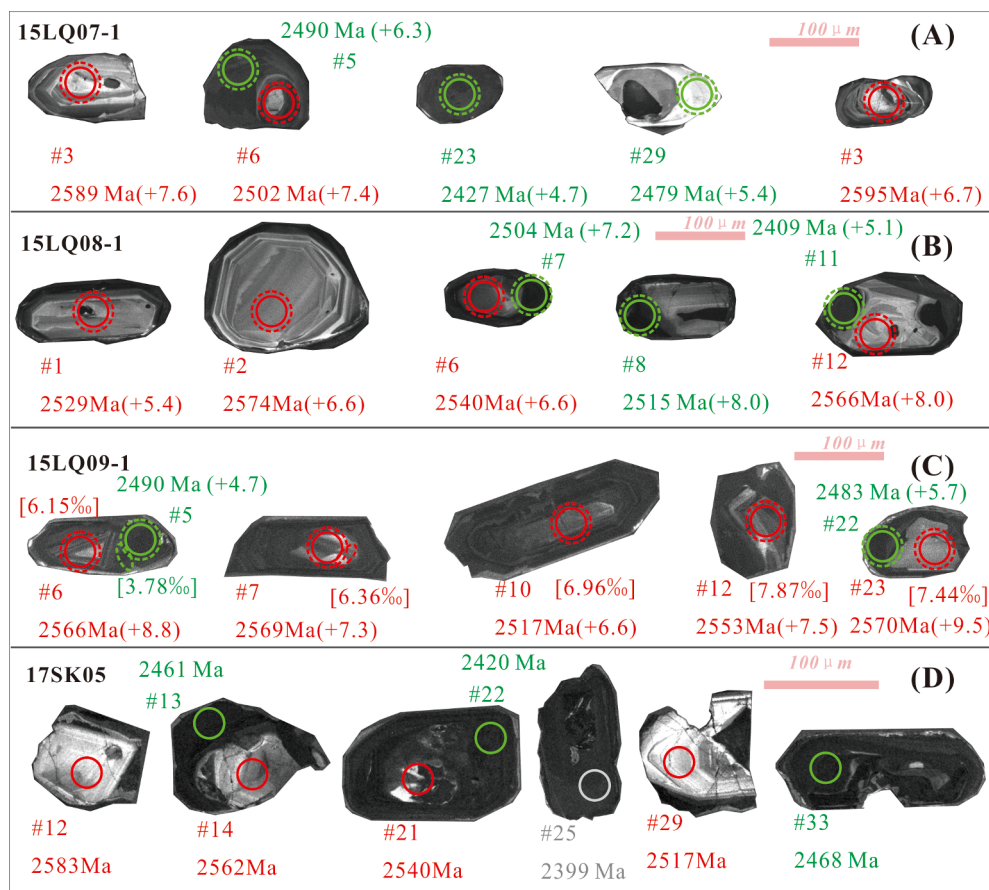 15LQ07-1
2490 Ma (+6.3)
#5
100 μm
(A)
#3
#6
#23
#29
#3
2589 Ma(+7.6)
2502 Ma(+7.4)
2427 Ma(+4.7)
2479 Ma(+5.4)
2595Ma(+6.7)
15LQ08-1
2504 Ma (+7.2)
#7
100 μm
2409 Ma (+5.1)
#11
(B)
#1
#2
#6
#8
#12
2529Ma(+5.4)
2574Ma(+6.6)
2540Ma(+6.6)
2515 Ma(+8.0)
2566Ma(+8.0)
15LQ09-1
2490 Ma (+4.7)
[6.15‰]
#5
100 μm
(C)
2483 Ma(+5.7)
#22
#6
[3.78‰]
#7
[6.36‰]
#10
[6.96‰]
#12
[7.87‰]
#23
[7.44‰]
2566Ma(+8.8)
2569Ma(+7.3)
2517Ma(+6.6)
2553Ma(+7.5)
2570Ma(+9.5)
17SK05
2461 Ma
#13
2420 Ma
#22
100 μm
(D)
#12
#14
#21
#25
#29
#33
2583Ma
2562Ma
2540Ma
2399 Ma
2517Ma
2468 Ma